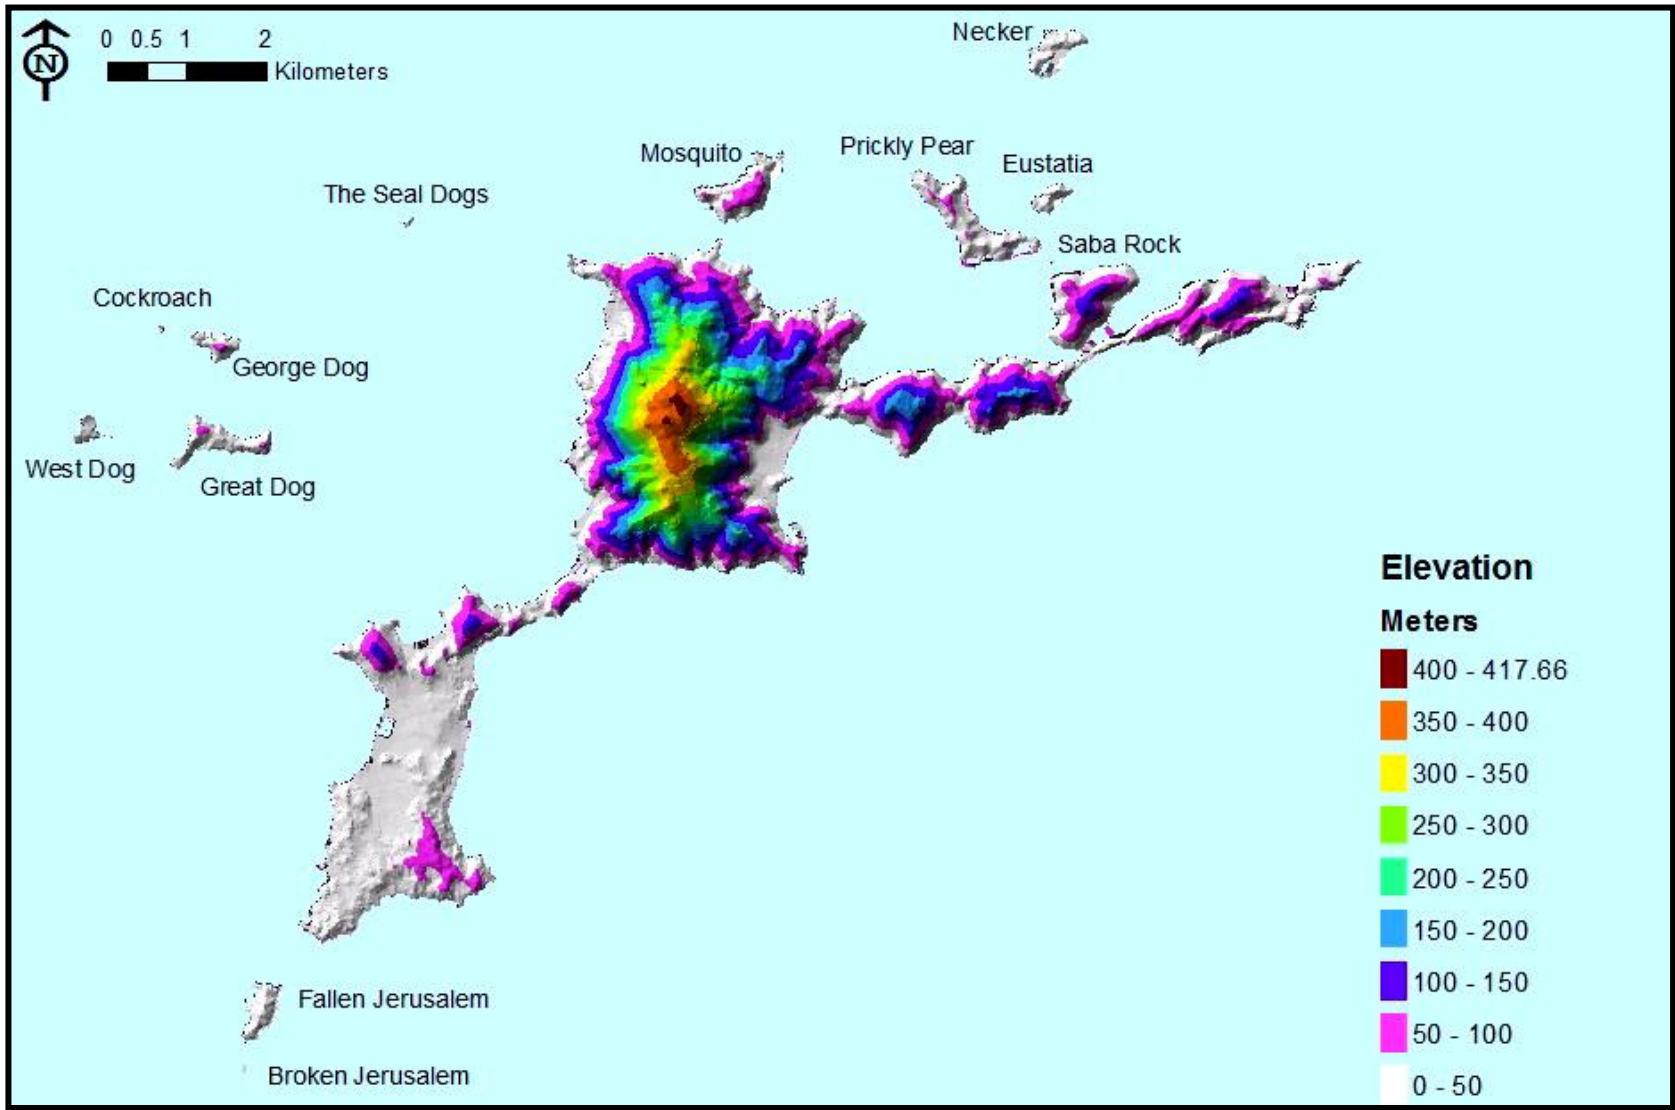 N
0 0.5 1 2
Kilometers
Necker
Mosquito
Prickly Pear
Eustatia
The Seal Dogs
Saba Rock
Cockroach
George Dog
West Dog
Great Dog
Fallen Jerusalem
Broken Jerusalem
Elevation
Meters
400 - 417.66
350 - 400
300 - 350
250 - 300
200 - 250
150 - 200
100 - 150
50 - 100
0 - 50